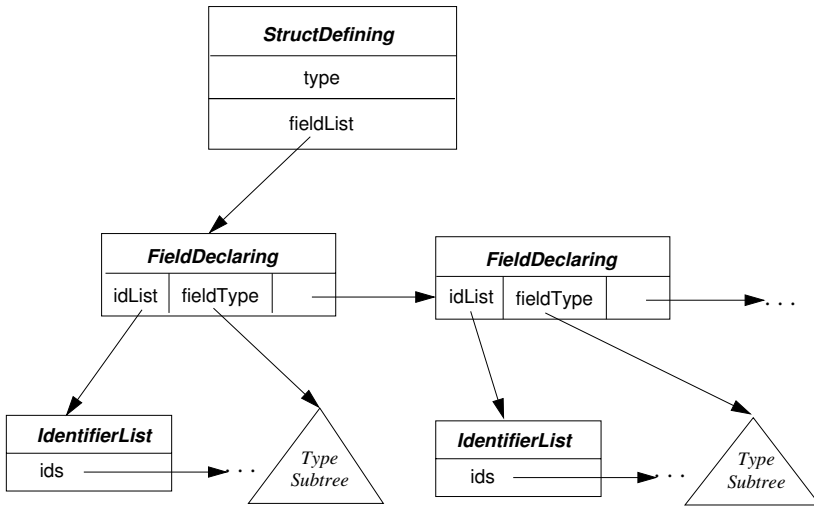 StructDefining
type
fieldList
FieldDeclaring
idList fieldType
FieldDeclaring
idList fieldType
. . .
IdentifierList
ids . . .
Type
Subtree
IdentifierList
ids . . .
Type
Subtree